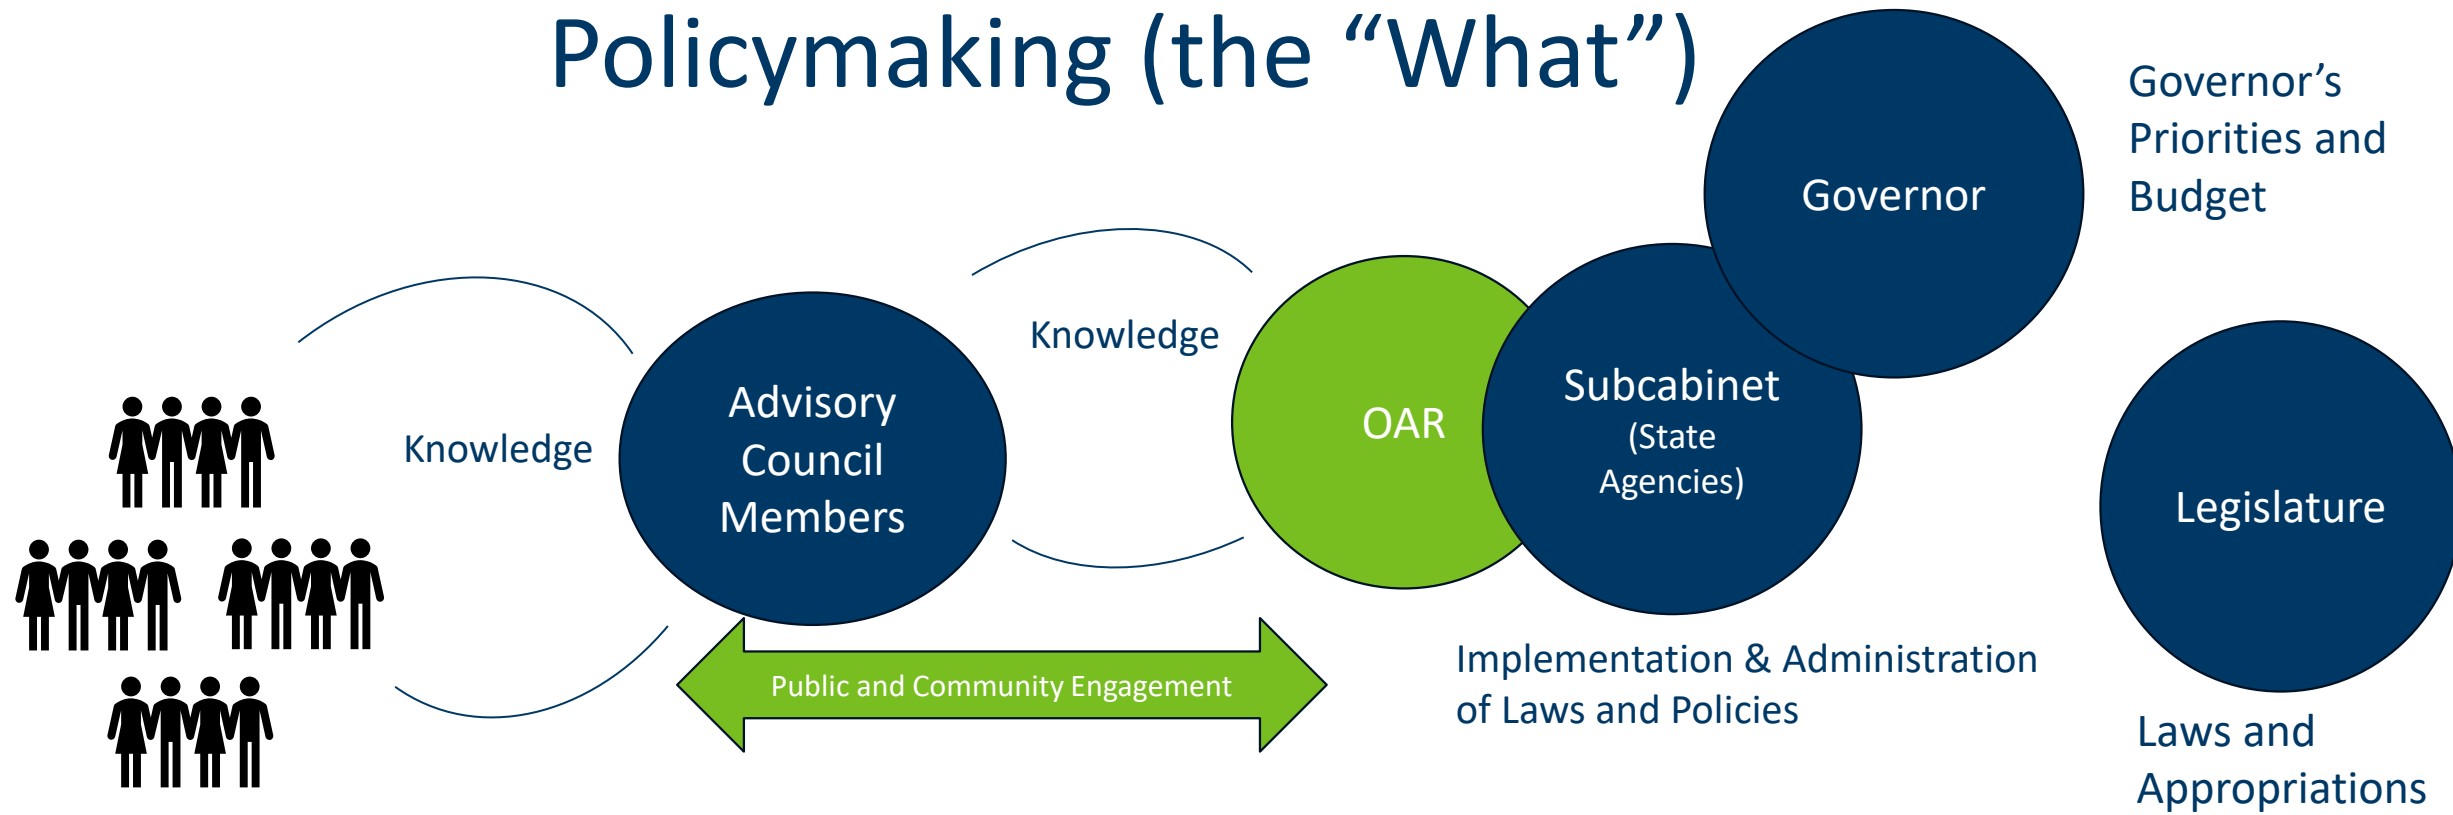 Policymaking (the “What”)
Governor
Governor’s
Priorities and
Budget
Knowledge
Advisory
Council
Members
Knowledge
OAR
Subcabinet
(State
Agencies)
Legislature
Public and Community Engagement
Implementation & Administration
of Laws and Policies
Laws and
Appropriations